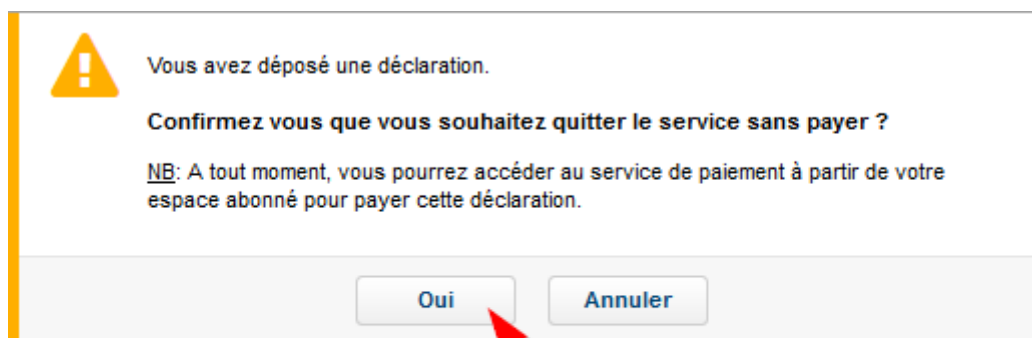 Vous avez déposé une déclaration.
Confirmez vous que vous souhaitez quitter le service sans payer ?
NB: A tout moment, vous pourrez accéder au service de paiement à partir de votre
espace abonné pour payer cette déclaration.
Oui
Annuler